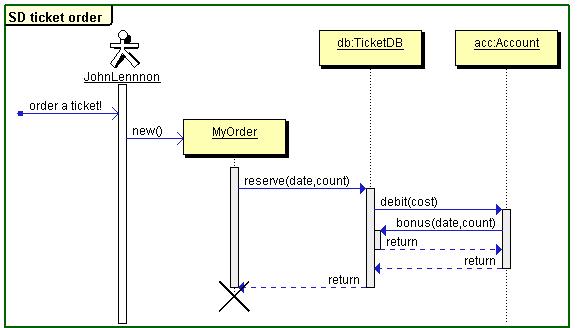 SD ticket order
JohnLennnon
db:TicketDB
acc:Account
order a ticket!
new()
MyOrder
reserve(date,count)
debit(cost)
bonus(date,count)
return
return
return